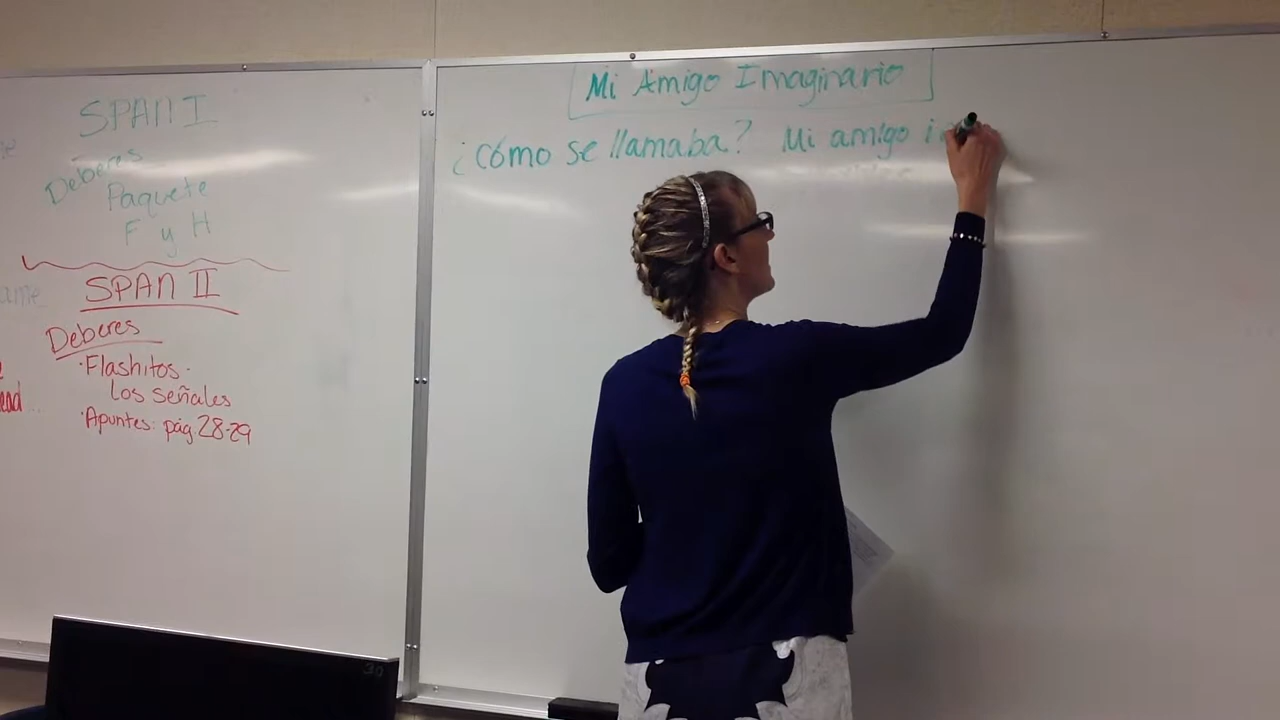 SPAN I
Deberes
Paquete
F y H
SPAN II
Deberes
·Flashitos·
los señales
·Apuntes: pág. 28-29
Mi Amigo Imaginario
¿Cómo se llamaba? Mi amigo
30